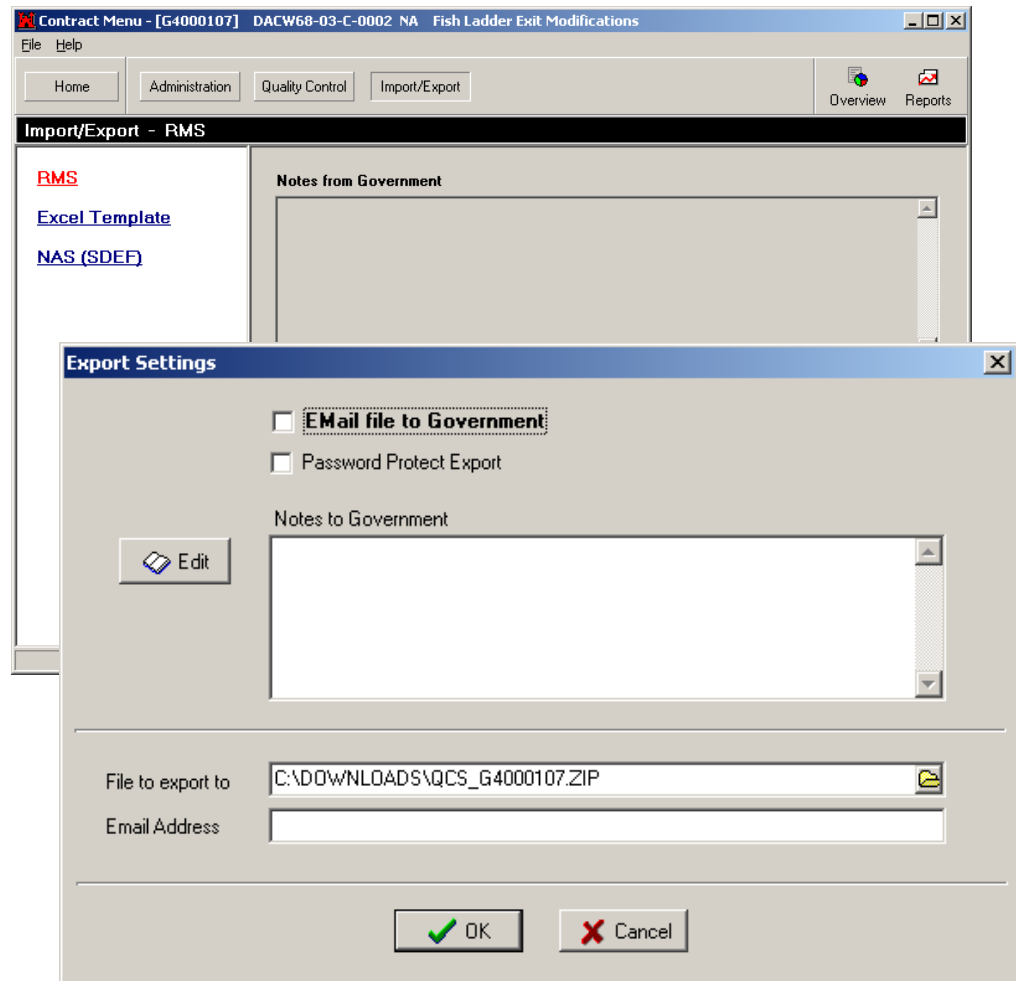 Contract Menu - [G4000107] DACW68-03-C-0002 NA Fish Ladder Exit Modifications
File Help
Home Administration Quality Control Import/Export Overview Reports
Import/Export - RMS
RMS
Excel Template
NAS (SDEF)
Notes from Government
Export Settings
EMail file to Government
Password Protect Export
Notes to Government
Edit
File to export to C:\DOWNLOADS\QCS_G4000107.ZIP
Email Address
OK Cancel